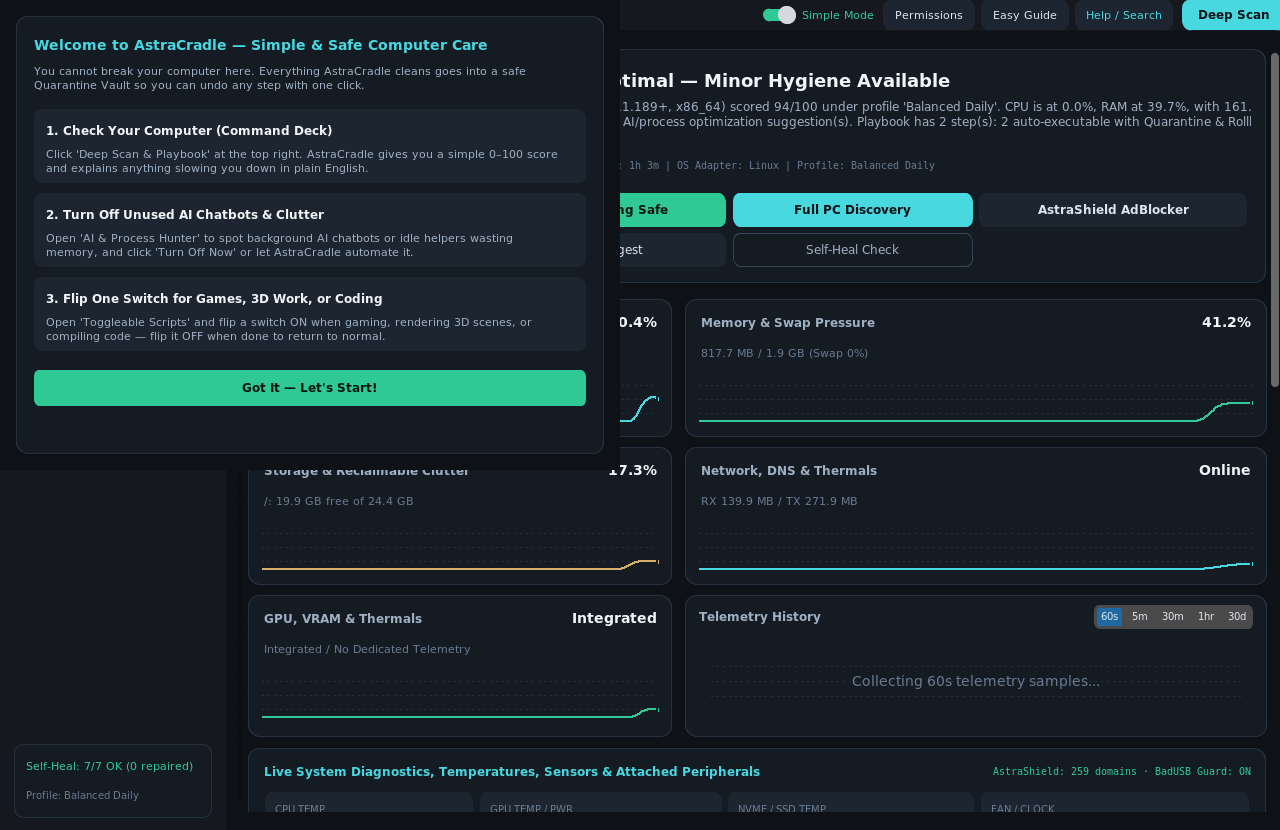 Welcome to AstraCradle — Simple & Safe Computer Care
You cannot break your computer here. Everything AstraCradle cleans goes into a safe
Quarantine Vault so you can undo any step with one click.
1. Check Your Computer (Command Deck)
Click 'Deep Scan & Playbook' at the top right. AstraCradle gives you a simple 0–100 score
and explains anything slowing you down in plain English.
2. Turn Off Unused AI Chatbots & Clutter
Open 'AI & Process Hunter' to spot background AI chatbots or idle helpers wasting
memory, and click 'Turn Off Now' or let AstraCradle automate it.
3. Flip One Switch for Games, 3D Work, or Coding
Open 'Toggleable Scripts' and flip a switch ON when gaming, rendering 3D scenes, or
compiling code — flip it OFF when done to return to normal.
Got It — Let's Start!
Simple Mode
Permissions
Easy Guide
Help / Search
Deep Scan
timal — Minor Hygiene Available
.1.189+, x86_64) scored 94/100 under profile 'Balanced Daily'. CPU is at 0.0%, RAM at 39.7%, with 161.
AI/process optimization suggestion(s). Playbook has 2 step(s): 2 auto-executable with Quarantine & Roll
: 1h 3m | OS Adapter: Linux | Profile: Balanced Daily
ng Safe
Full PC Discovery
AstraShield AdBlocker
gest
Self-Heal Check
0.4%
Memory & Swap Pressure
41.2%
817.7 MB / 1.9 GB (Swap 0%)
Storage & Reclaimable Clutter
17.3%
/: 19.9 GB free of 24.4 GB
Network, DNS & Thermals
Online
RX 139.9 MB / TX 271.9 MB
GPU, VRAM & Thermals
Integrated
Integrated / No Dedicated Telemetry
Telemetry History
60s 5m 30m 1hr 30d
Collecting 60s telemetry samples...
Self-Heal: 7/7 OK (0 repaired)
Profile: Balanced Daily
Live System Diagnostics, Temperatures, Sensors & Attached Peripherals
AstraShield: 259 domains · BadUSB Guard: ON
CPU TEMP
GPU TEMP / PWR
NVME / SSD TEMP
FAN / CLOCK